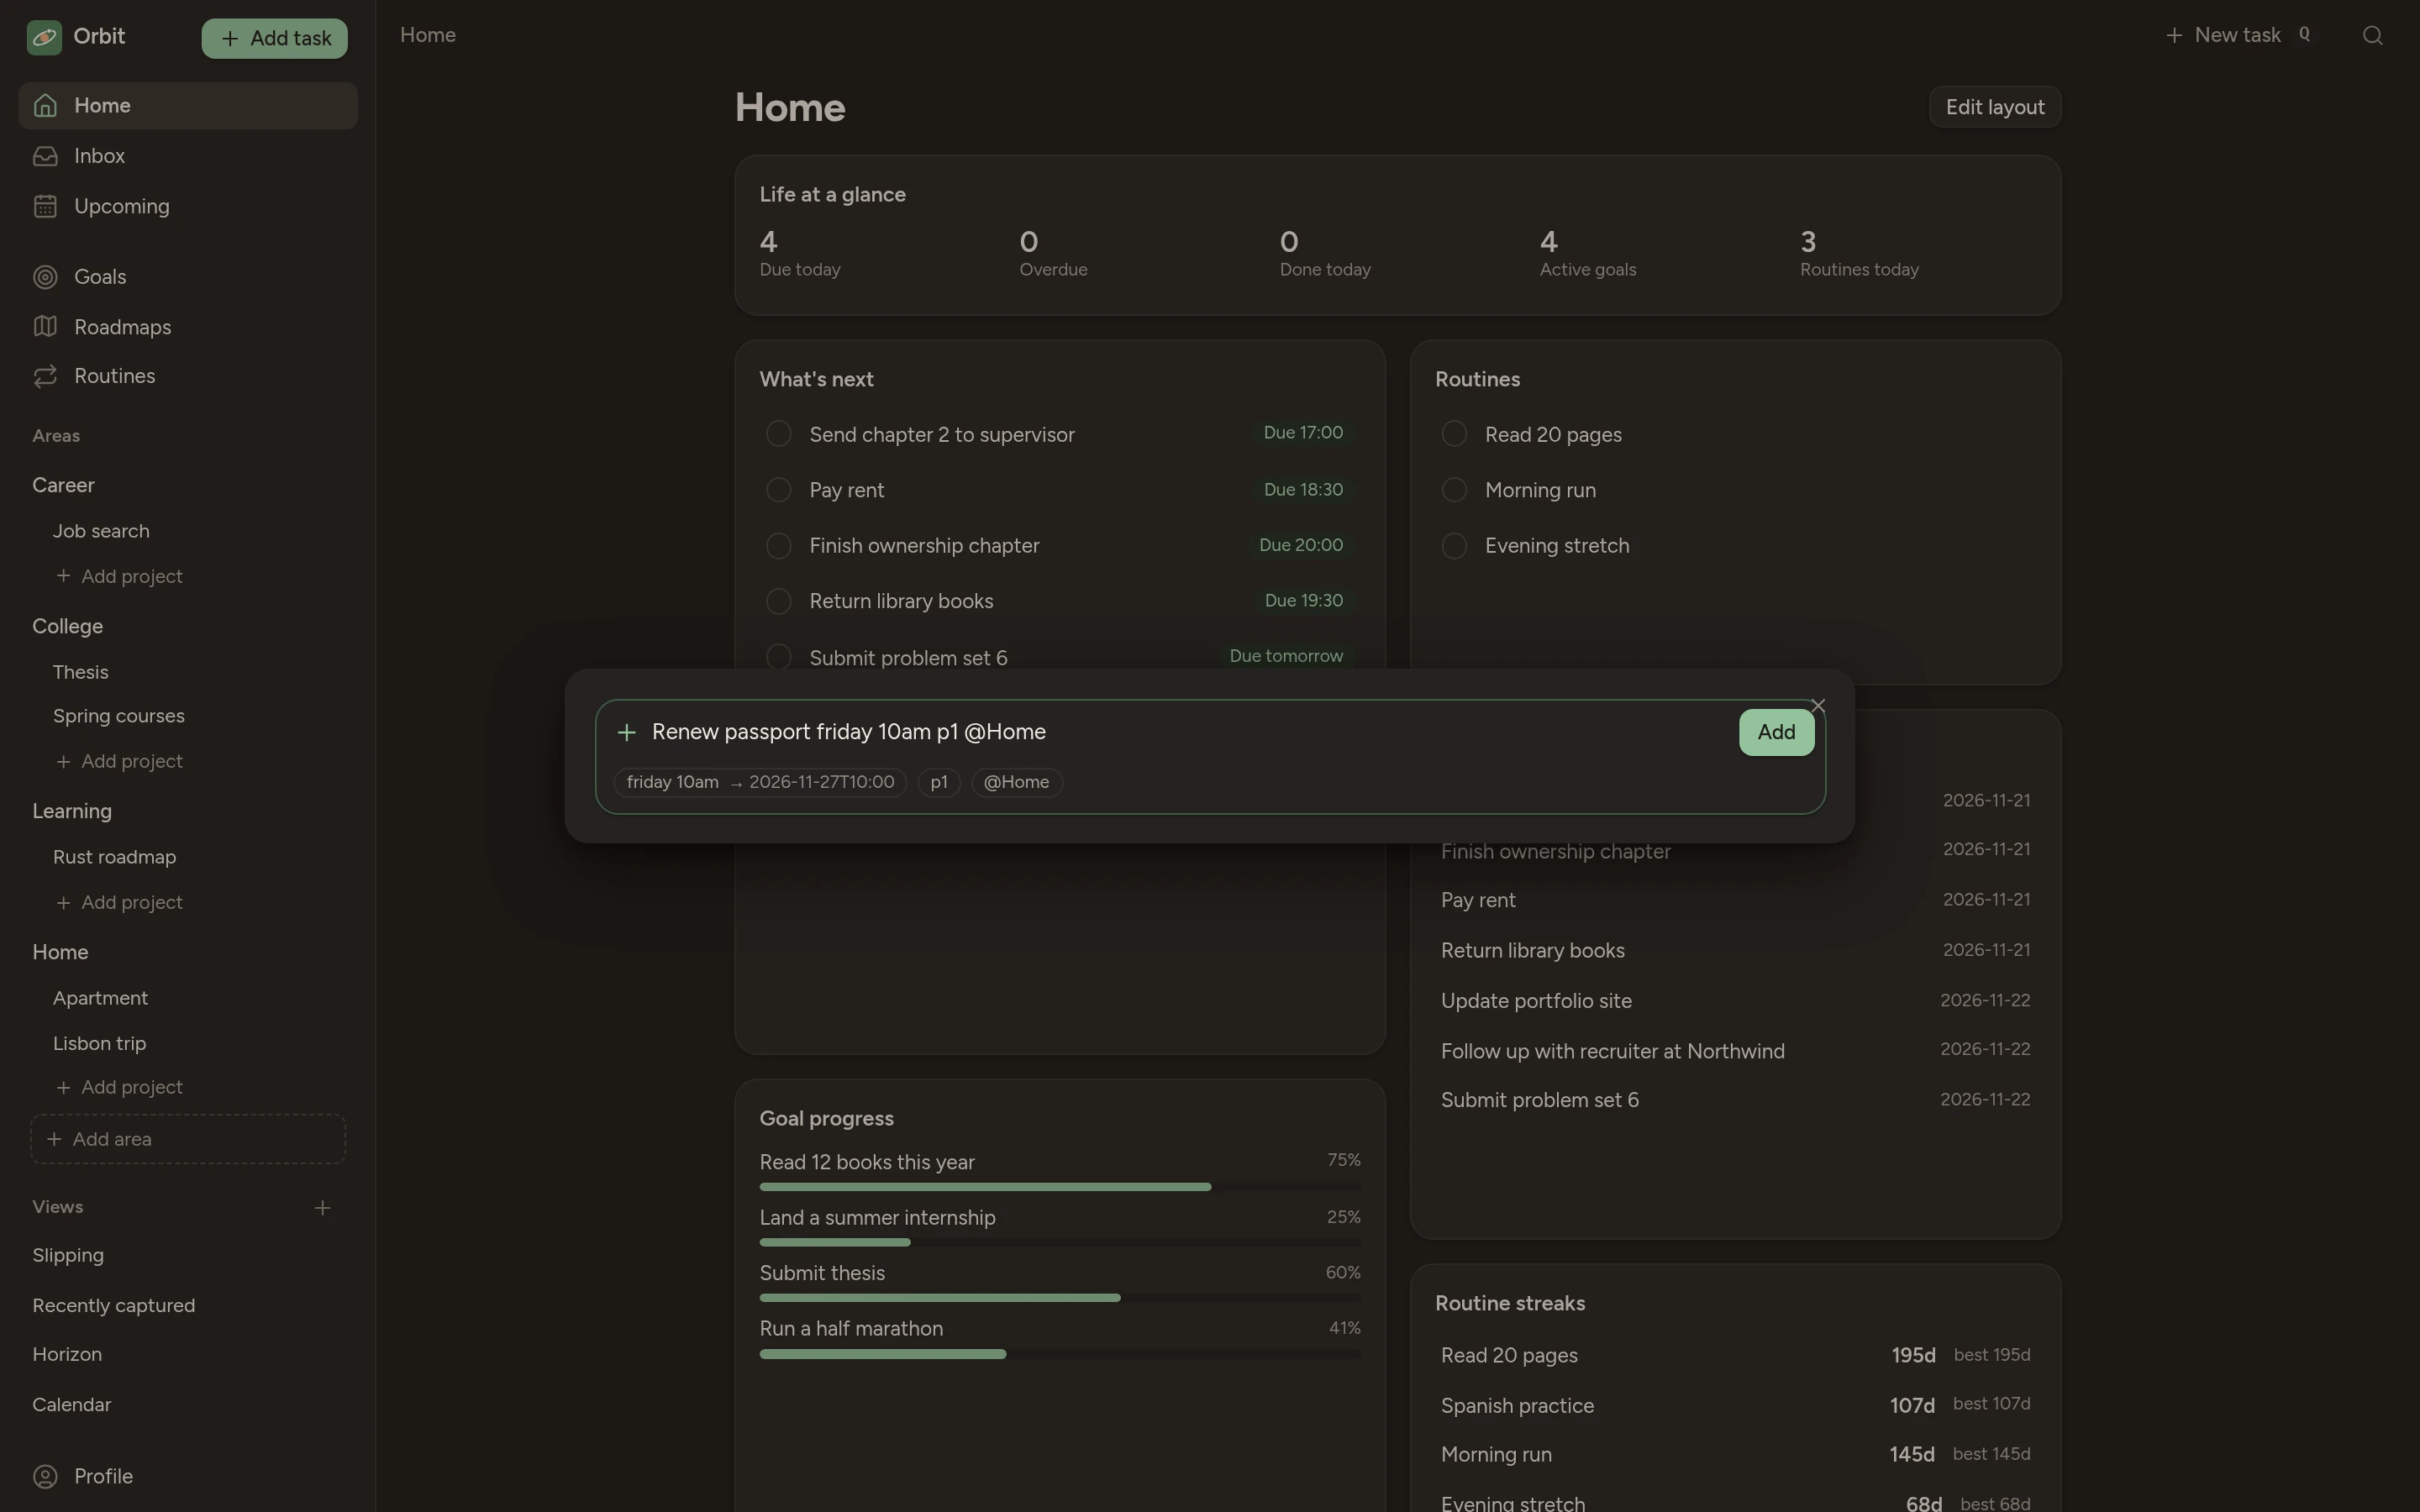 Orbit
Add task
Home
Inbox
Upcoming
Goals
Roadmaps
Routines
Areas
Career
Job search
Add project
College
Thesis
Spring courses
Add project
Learning
Rust roadmap
Add project
Home
Apartment
Lisbon trip
Add project
Add area
Views
Slipping
Recently captured
Horizon
Calendar
Profile
Home
New task Q
Home
Edit layout
Life at a glance
4 0 0 4 3
Due today Overdue Done today Active goals Routines today
What's next
Send chapter 2 to supervisor Due 17:00
Pay rent Due 18:30
Finish ownership chapter Due 20:00
Return library books Due 19:30
Submit problem set 6 Due tomorrow
Routines
Read 20 pages
Morning run
Evening stretch
Renew passport friday 10am p1 @Home
Add
friday 10am → 2026-11-27T10:00 p1 @Home
2026-11-21
Finish ownership chapter 2026-11-21
Pay rent 2026-11-21
Return library books 2026-11-21
Update portfolio site 2026-11-22
Follow up with recruiter at Northwind 2026-11-22
Submit problem set 6 2026-11-22
Goal progress
Read 12 books this year 75%
Land a summer internship 25%
Submit thesis 60%
Run a half marathon 41%
Routine streaks
Read 20 pages 195d best 195d
Spanish practice 107d best 107d
Morning run 145d best 145d
Evening stretch 68d best 68d